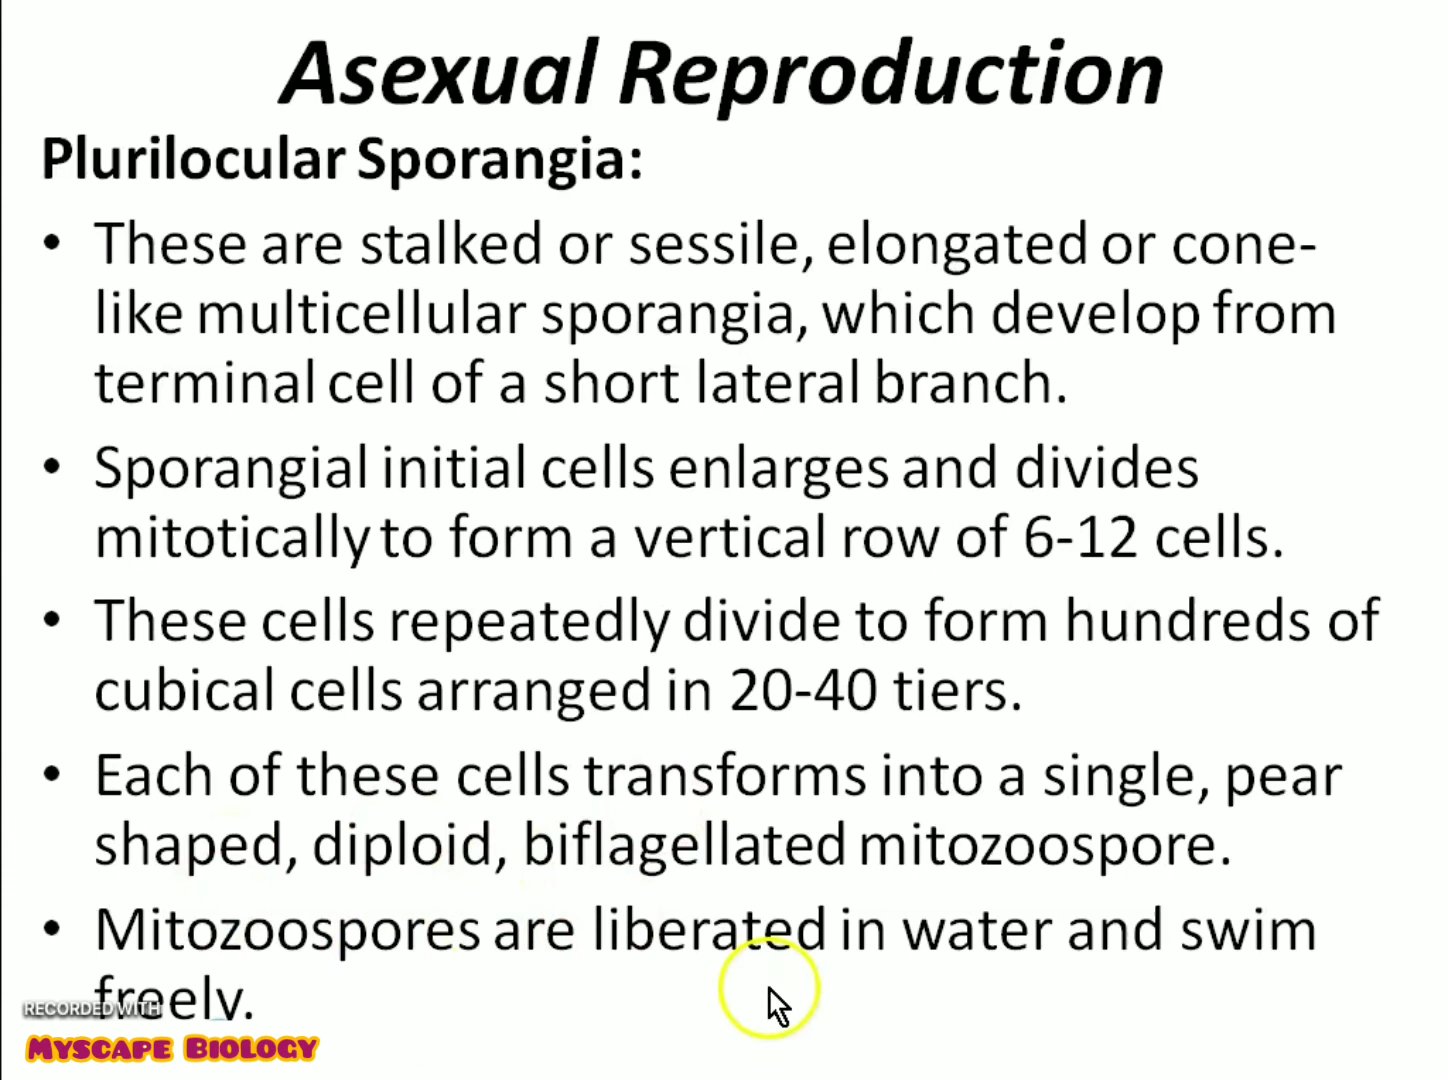 Asexual Reproduction
Plurilocular Sporangia:
• These are stalked or sessile, elongated or cone-
like multicellular sporangia, which develop from
terminal cell of a short lateral branch.
• Sporangial initial cells enlarges and divides
mitotically to form a vertical row of 6-12 cells.
• These cells repeatedly divide to form hundreds of
cubical cells arranged in 20-40 tiers.
• Each of these cells transforms into a single, pear
shaped, diploid, biflagellated mitozoospore.
• Mitozoospores are liberated in water and swim
freely.
RECORDED WITH
MYSCAPE BIOLOGY